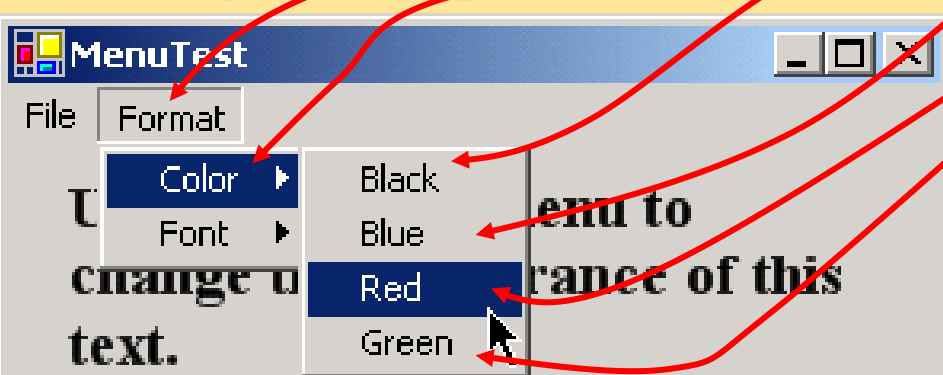 MenuTest
File Format
Color Black
Font Blue
Red
Green
enu to
change rance of this
text.